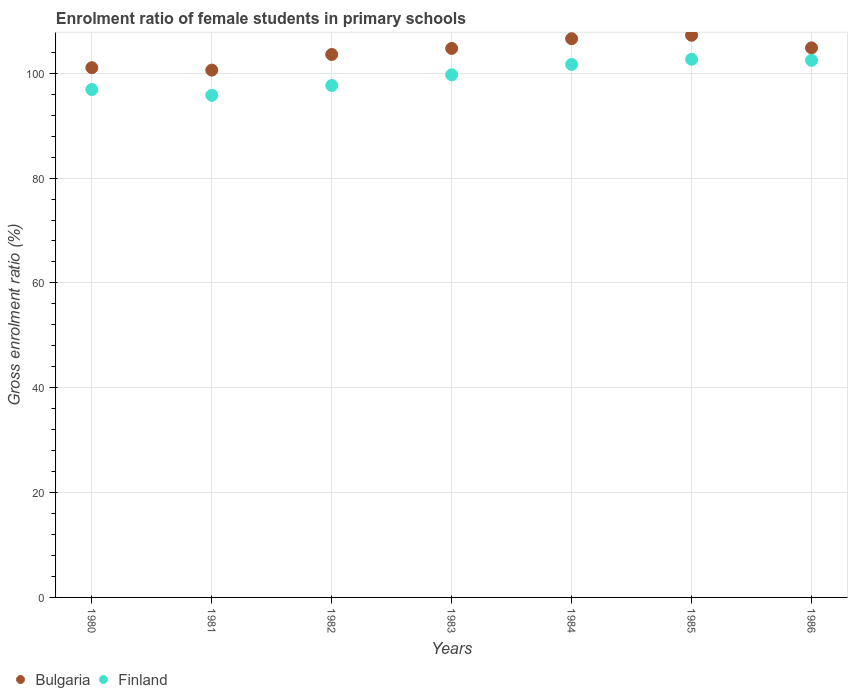 Enrolment ratio of female students in primary schools
Gross enrolment ratio (%)
100
80
60
40
20
0
1980
1981
1982
1983
1984
1985
1986
Years
Bulgaria
Finland